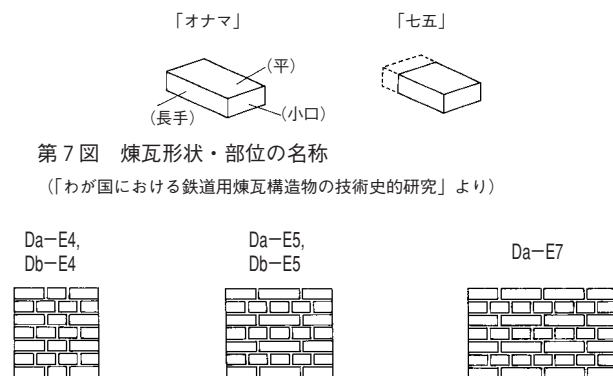 「オナマ」
「七五」
(平)
(長手)
(小口)
第7図 煉瓦形状・部位の名称
(「わが国における鉄道用煉瓦構造物の技術史的研究」より)
Da−E4,
Db−E4
Da−E5,
Db−E5
Da−E7